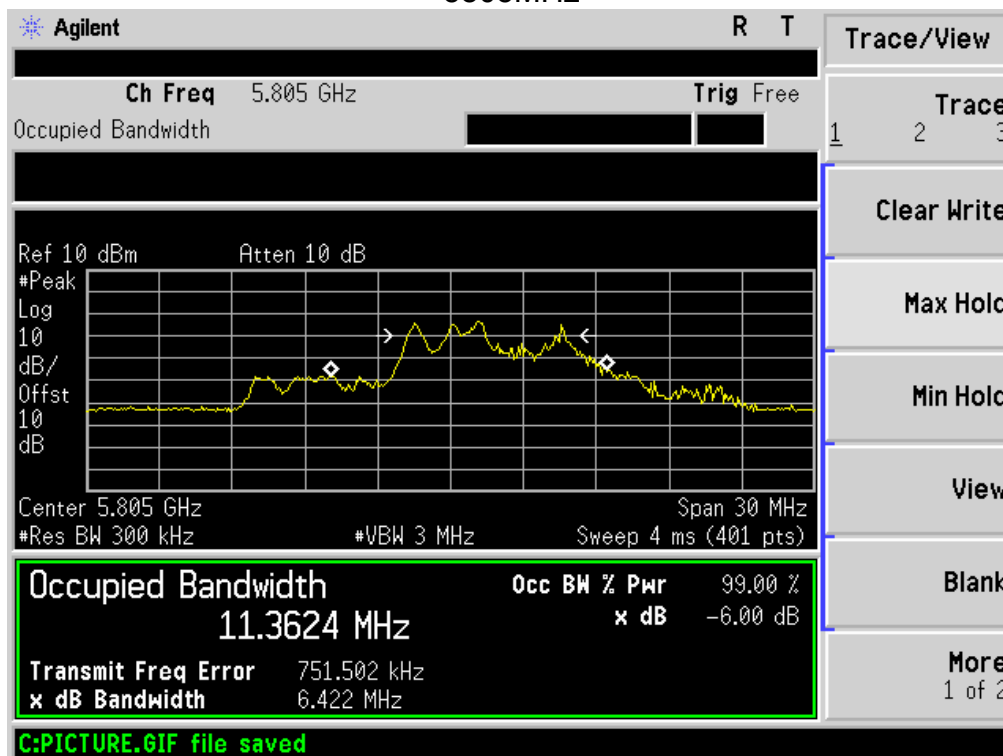 Agilent R T
Trace/View
Ch Freq 5.805 GHz Trig Free
Occupied Bandwidth
Trace
1 2 3
Clear Write
Ref 10 dBm Atten 10 dB
#Peak
Log
10
dB/
Offst
10
dB
Max Hold
Min Hold
View
Center 5.805 GHz Span 30 MHz
#Res BW 300 kHz #VBW 3 MHz Sweep 4 ms (401 pts)
Occupied Bandwidth Occ BW % Pwr 99.00 %
11.3624 MHz x dB -6.00 dB
Blank
Transmit Freq Error 751.502 kHz
x dB Bandwidth 6.422 MHz
More
1 of 2
C:PICTURE.GIF file saved